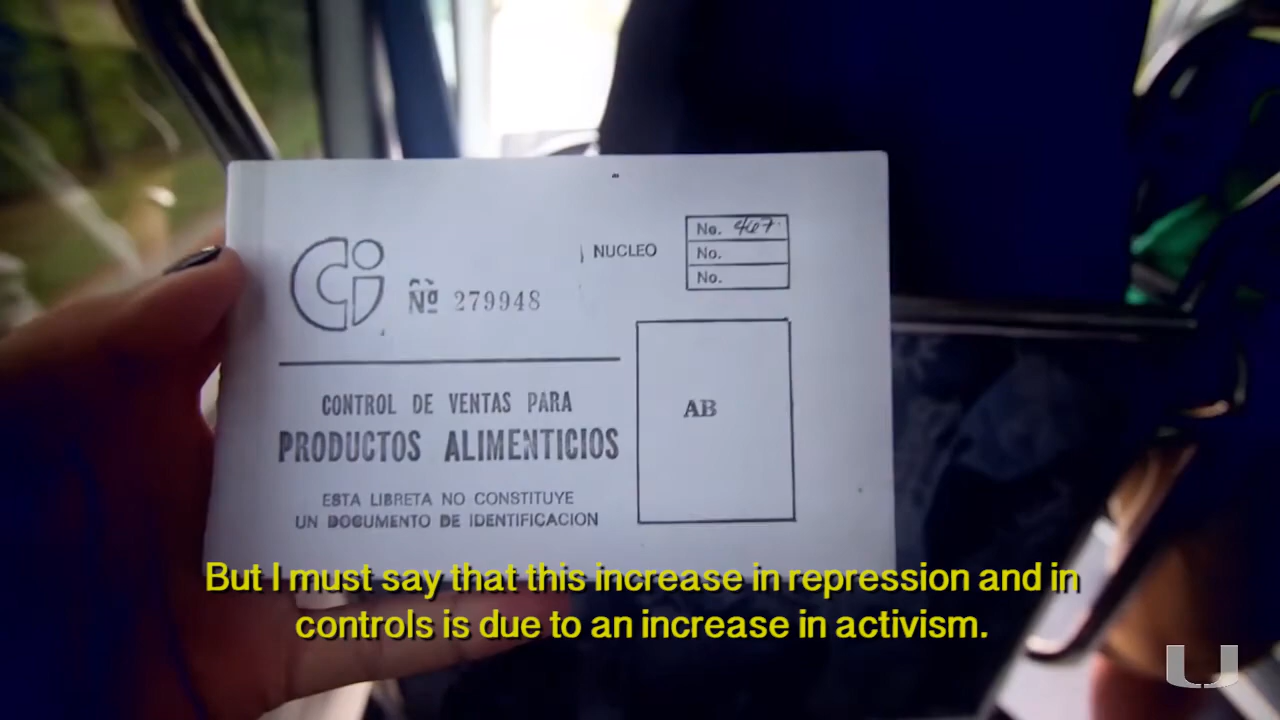 Ci
Nº 279948
NUCLEO
No. 467
No.
No.
CONTROL DE VENTAS PARA
PRODUCTOS ALIMENTICIOS
AB
ESTA LIBRETA NO CONSTITUYE
UN DOCUMENTO DE IDENTIFICACION
But I must say that this increase in repression and in
controls is due to an increase in activism.
U